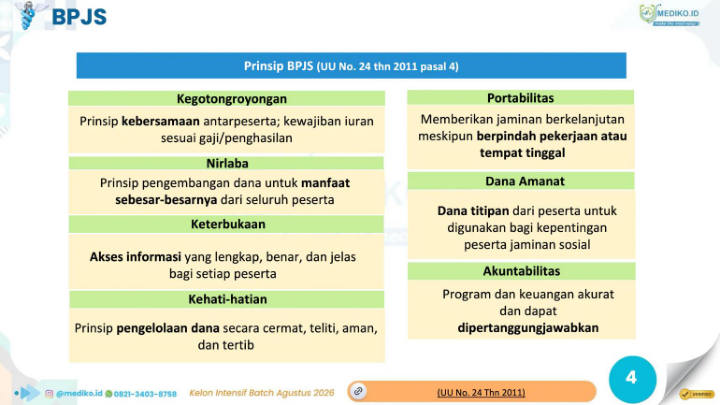 BPJS
MEDIKO.ID
Prinsip BPJS (UU No. 24 thn 2011 pasal 4)
Kegotongroyongan
Prinsip kebersamaan antarpeserta; kewajiban iuran
sesuai gaji/penghasilan
Nirlaba
Prinsip pengembangan dana untuk manfaat
sebesar-besarnya dari seluruh peserta
Keterbukaan
Akses informasi yang lengkap, benar, dan jelas
bagi setiap peserta
Kehati-hatian
Prinsip pengelolaan dana secara cermat, teliti, aman,
dan tertib
Portabilitas
Memberikan jaminan berkelanjutan
meskipun berpindah pekerjaan atau
tempat tinggal
Dana Amanat
Dana titipan dari peserta untuk
digunakan bagi kepentingan
peserta jaminan sosial
Akuntabilitas
Program dan keuangan akurat
dan dapat
dipertanggungjawabkan
@mediko.id 0821-3403-8758
Kelon Intensif Batch Agustus 2026
(UU No. 24 Thn 2011)
4